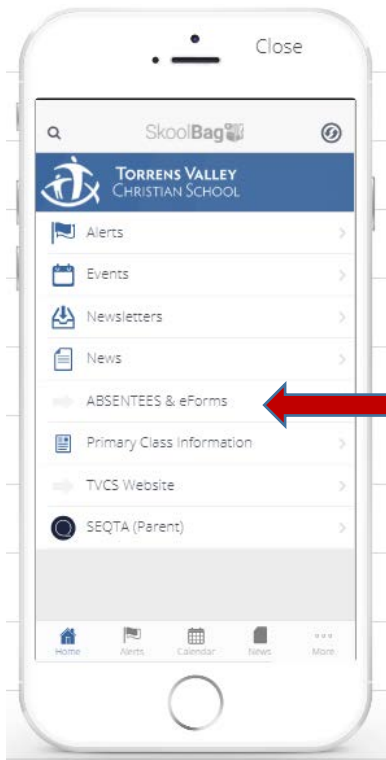 Close
SkoolBag
TORRENS VALLEY
CHRISTIAN SCHOOL
Alerts
Events
Newsletters
News
ABSENTEES & eForms
Primary Class Information
TVCS Website
SEQTA (Parent)
Home Alerts Calendar News More